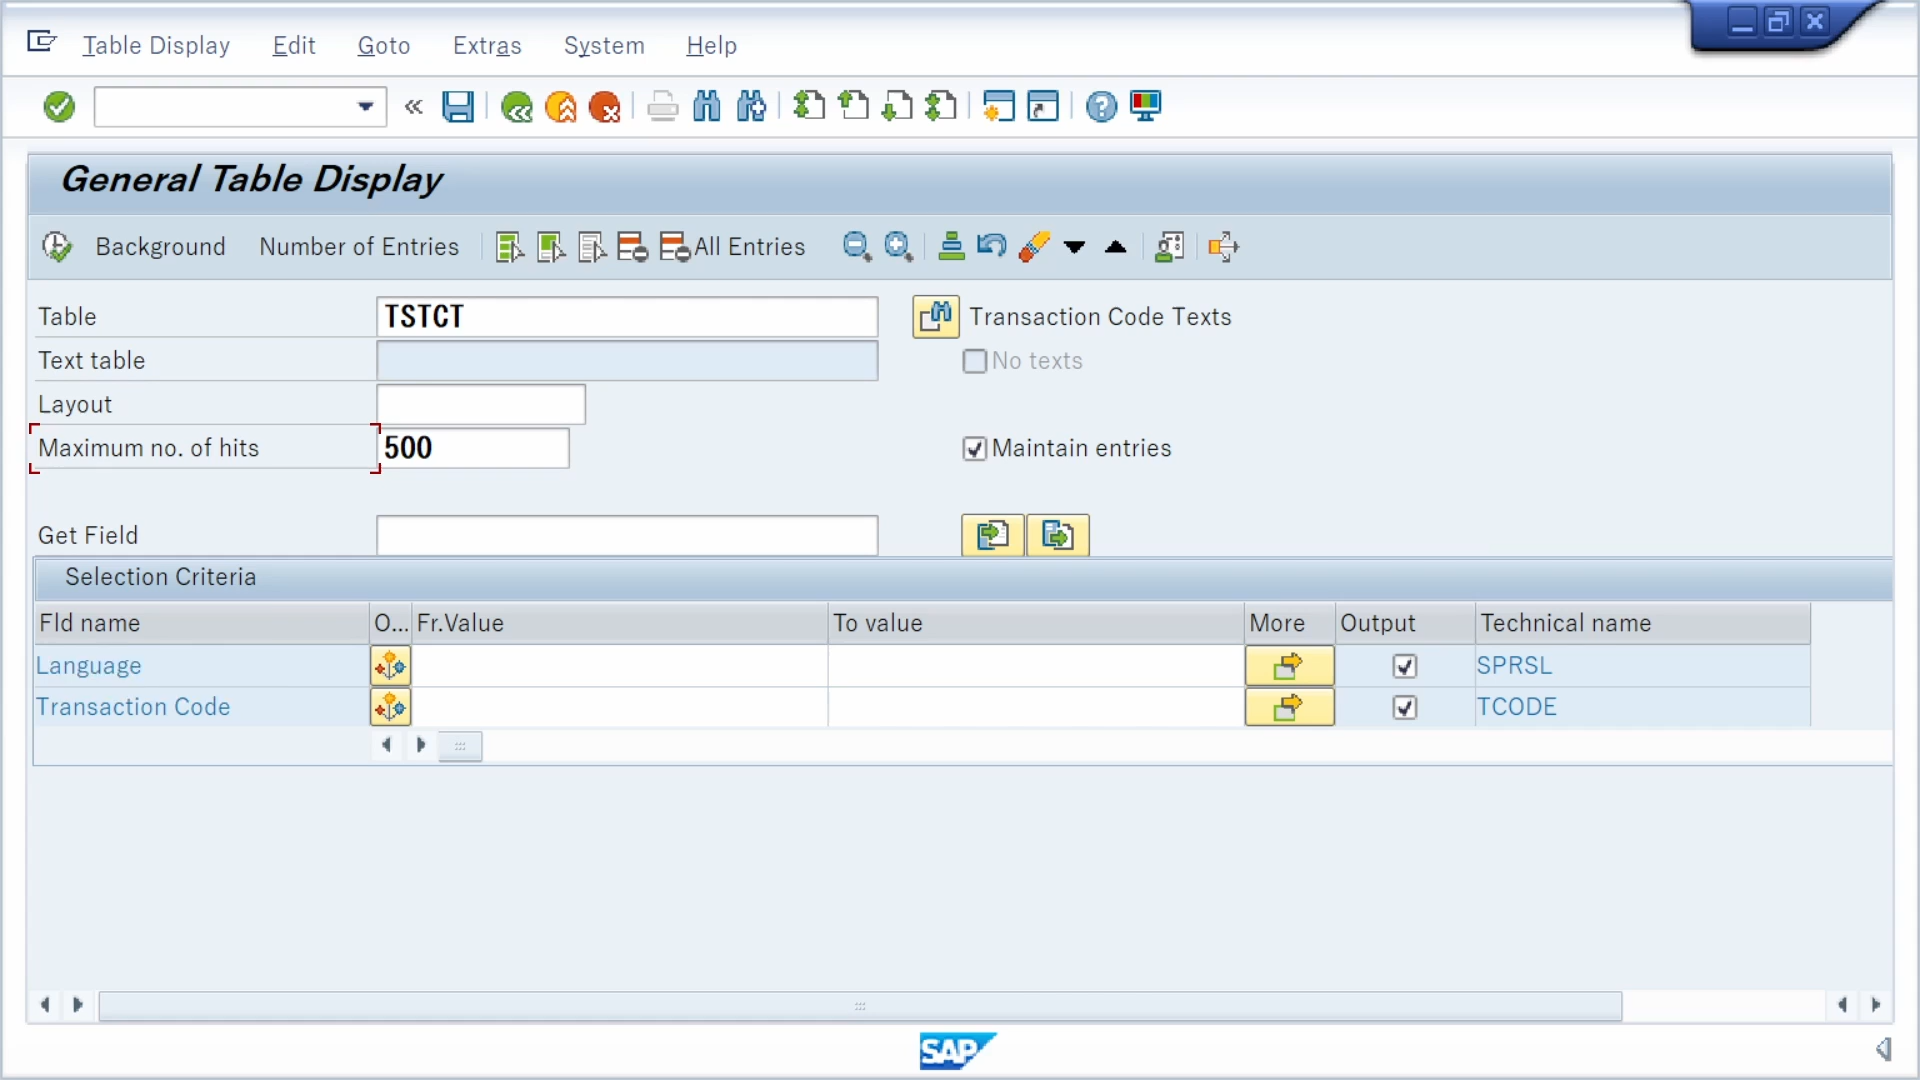 Table Display Edit Goto Extras System Help
General Table Display
Background Number of Entries All Entries
Table TSTCT Transaction Code Texts
Text table No texts
Layout
Maximum no. of hits 500 Maintain entries
Get Field
Selection Criteria
Fld name O... Fr.Value To value More Output Technical name
Language SPRSL
Transaction Code TCODE
SAP